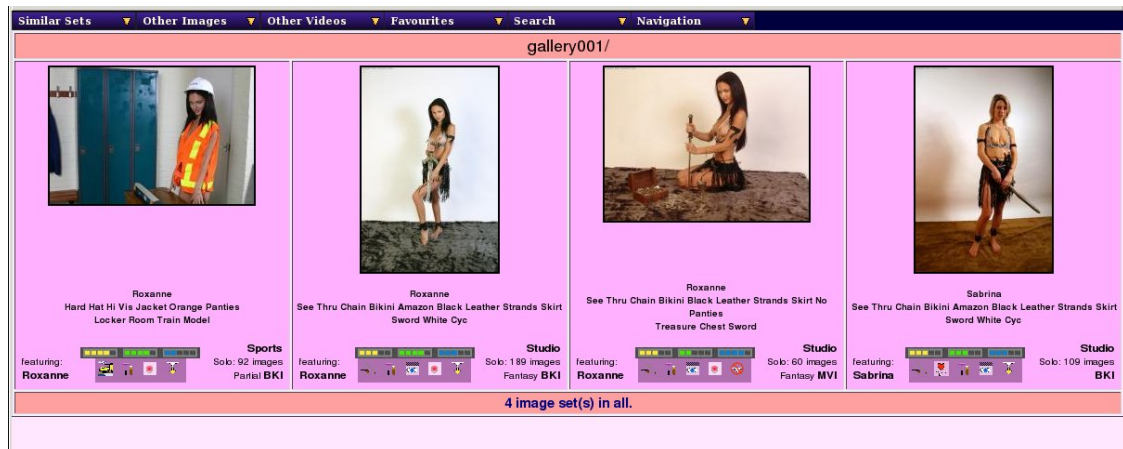 Similar Sets
Other Images
Other Videos
Favourites
Search
Navigation
gallery001/
Roxanne
Hard Hat Hi Vis Jacket Orange Panties
Locker Room Train Model
featuring:
Roxanne
Sports
Solo: 92 images
Partial BKI
Roxanne
See Thru Chain Bikini Amazon Black Leather Strands Skirt
Sword White Cyc
featuring:
Roxanne
Studio
Solo: 189 images
Fantasy BKI
Roxanne
See Thru Chain Bikini Black Leather Strands Skirt No
Panties
Treasure Chest Sword
featuring:
Roxanne
Studio
Solo: 60 images
Fantasy MVI
Sabrina
See Thru Chain Bikini Amazon Black Leather Strands Skirt
Sword White Cyc
featuring:
Sabrina
Studio
Solo: 109 images
BKI
4 image set(s) in all.